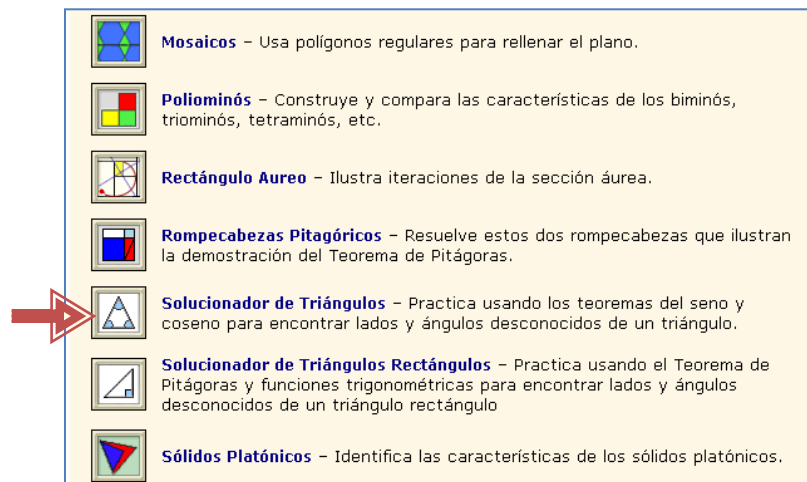 Mosaicos – Usa polígonos regulares para rellenar el plano.
Poliominós – Construye y compara las características de los biminós,
triominós, tetraminós, etc.
Rectángulo Aureo – Ilustra iteraciones de la sección áurea.
Rompecabezas Pitagóricos – Resuelve estos dos rompecabezas que ilustran
la demostración del Teorema de Pitágoras.
Solucionador de Triángulos – Practica usando los teoremas del seno y
coseno para encontrar lados y ángulos desconocidos de un triángulo.
Solucionador de Triángulos Rectángulos – Practica usando el Teorema de
Pitágoras y funciones trigonométricas para encontrar lados y ángulos
desconocidos de un triángulo rectángulo
Sólidos Platónicos – Identifica las características de los sólidos platónicos.